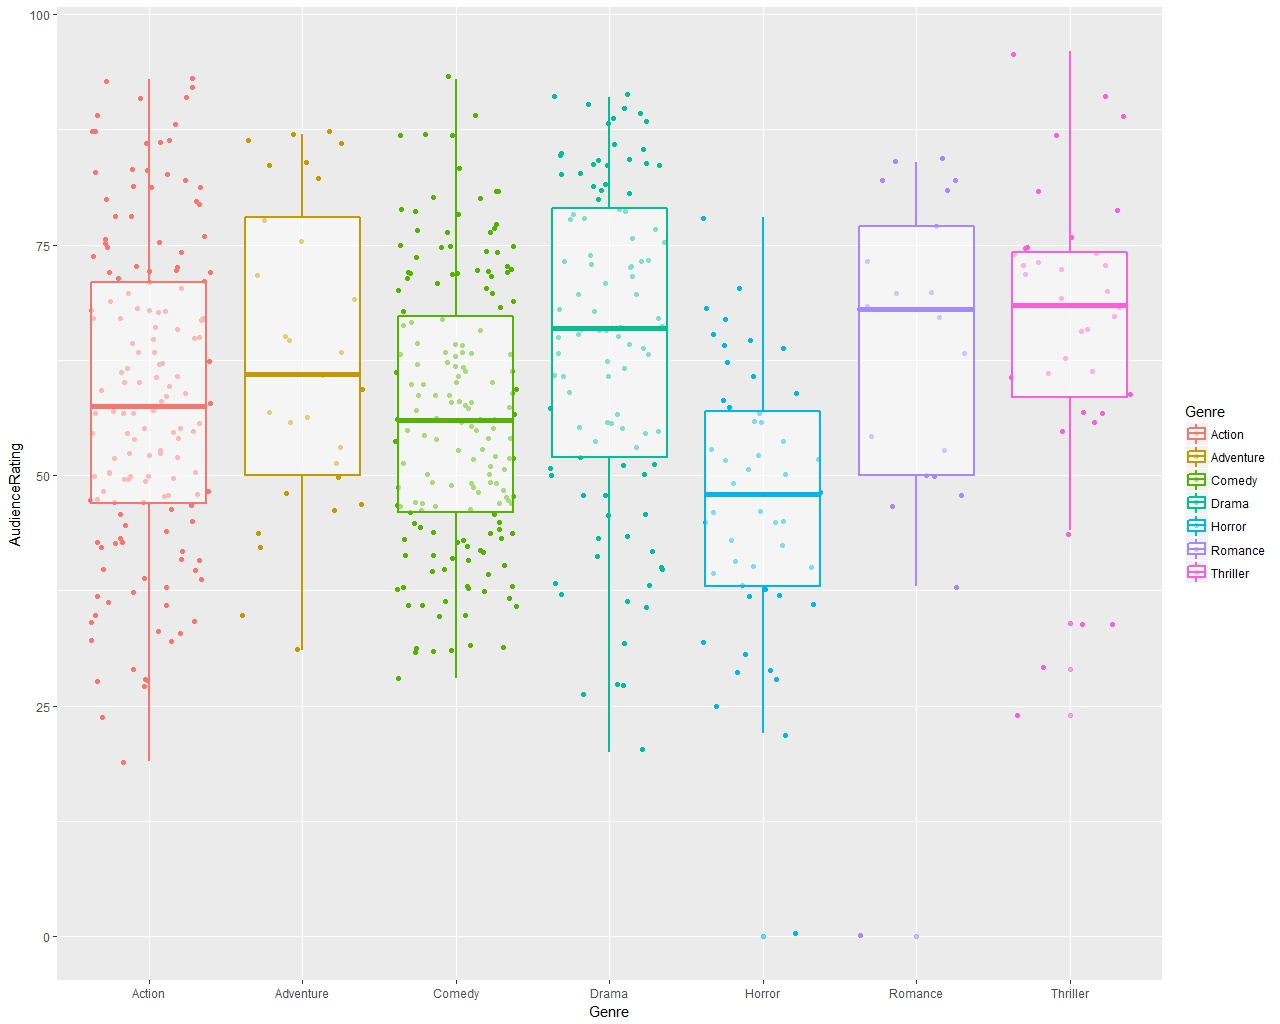 100
75
50
25
0
AudienceRating
Action
Adventure
Comedy
Drama
Horror
Romance
Thriller
Genre
Genre
Action
Adventure
Comedy
Drama
Horror
Romance
Thriller